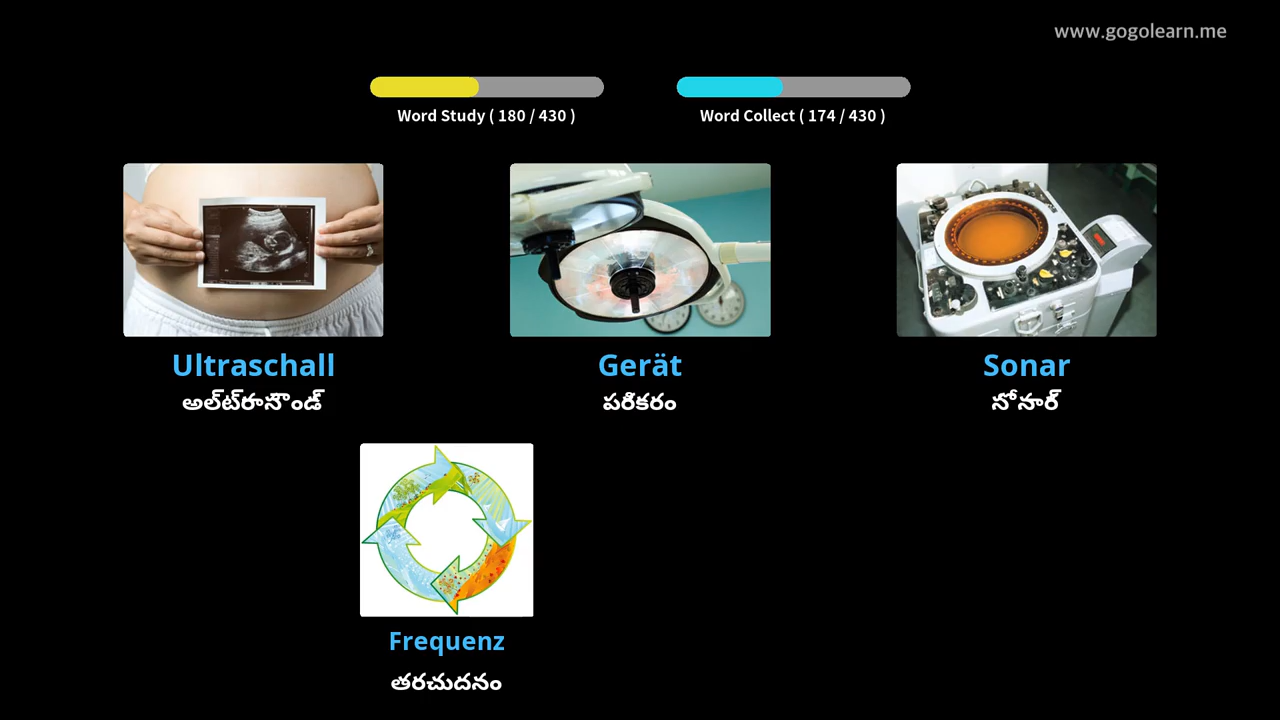 www.gogolearn.me
Word Study ( 180 / 430 )
Word Collect ( 174 / 430 )
Ultraschall
Gerät
Sonar
అల్‌ట్‌రాసౌండ్
పరికరం
సోనార్
Frequenz
తరచుదనం